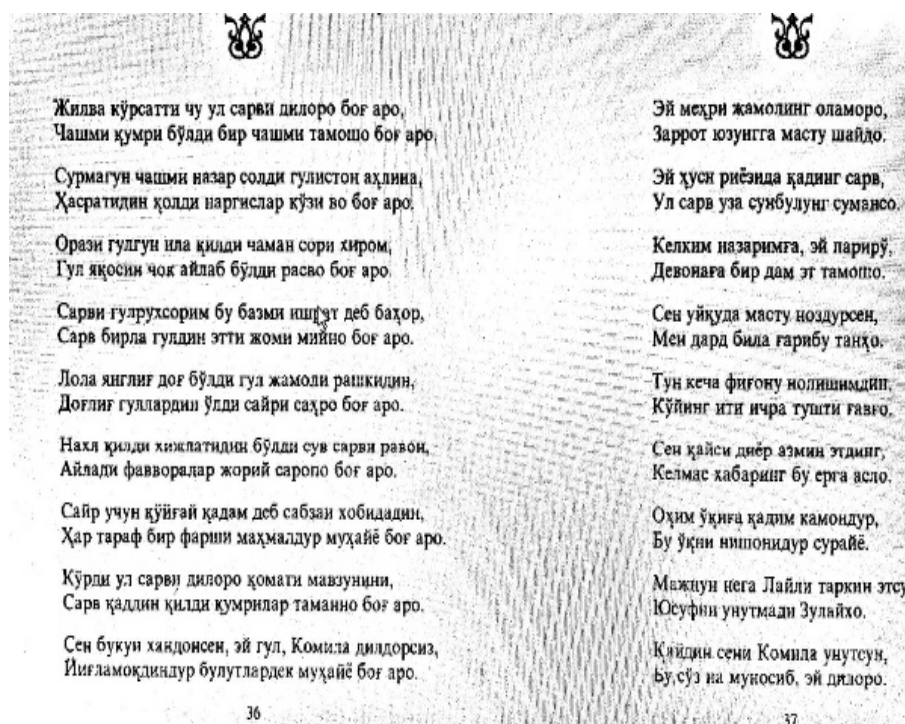 Жилва кўрсатти чу ул сарви дилоро боғ аро,
Чашми қумри бўлди бир чашми тамошо боғ аро.
Сурмагун чашми назар солди гулистон аҳлина,
Ҳасратидин қолди наргислар кўзи во боғ аро.
Орази гулгун ила қилди чаман сори хиром,
Гул яқосин чок айлаб бўлди расво боғ аро.
Сарви гулрухсорим бу базми ишрат деб баҳор,
Сарв бирла гулдин этти жоми мийно боғ аро.
Лола янглиғ доғ бўлди гул жамоли рашкидин,
Доғлиғ гуллардин ўлди сайри саҳро боғ аро.
Нахл қилди хижлатидин бўлди сув сарви равон,
Айлади фавворалар жорий саропо боғ аро.
Сайр учун қўйғай қадам деб сабзаи хобидадин,
Ҳар тараф бир фарши махмалдур муҳайё боғ аро.
Кўрди ул сарви дилоро қомати мавзунини,
Сарв қаддин қилди қумрилар таманно боғ аро.
Сен букун хандонсен, эй гул, Комила дилдорсиз,
Йиғламоқдиндур булутлардек муҳайё боғ аро.
36
Эй меҳри жамолинг оламоро,
Заррот юзунгга масту шайдо.
Эй ҳусн риёзида қадинг сарв,
Ул сарв уза сунбулунг сумансо.
Келким назаримға, эй парирў,
Девонаға бир дам эт тамошо.
Сен уйқуда масту ноздурсен,
Мен дард била ғарибу танҳо.
Тун кеча фиғону нолишимдин,
Кўйинг ити ичра тушти ғавғо.
Сен қайси диёр азмин этдинг,
Келмас хабаринг бу ерга асло.
Оҳим ўқиға қадим камондур,
Бу ўқни нишонидур сурайё.
Мажнун нега Лайли таркин этсу
Юсуфни унутмади Зулайхо.
Қайдин сени Комила унутсун,
Бу сўз на муносиб, эй дилоро.
37